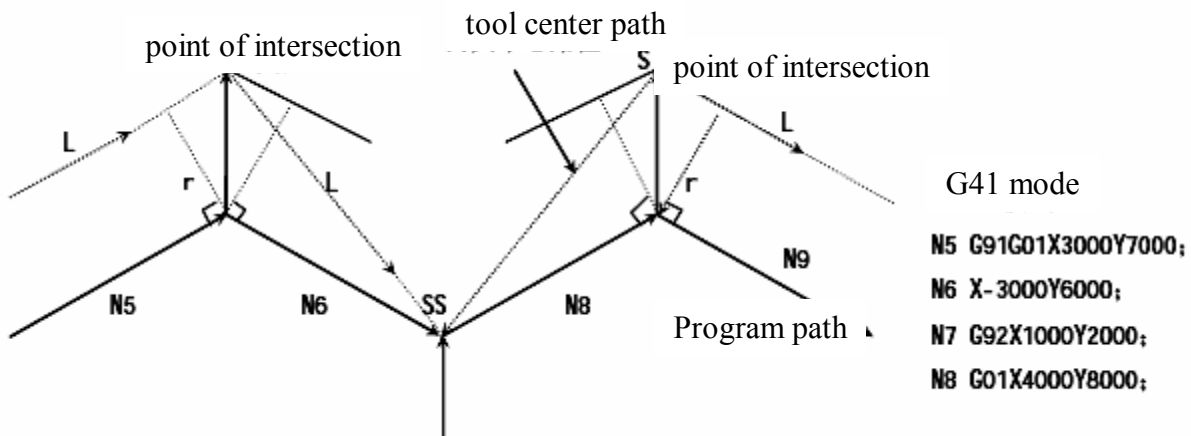 tool center path
point of intersection
S
point of intersection
L
L
r
L
r
G41 mode
N5 G91G01X3000Y7000;
N5
N6
SS
N8
N9
N6 X-3000Y6000;
Program path
N7 G92X1000Y2000;
N8 G01X4000Y8000;